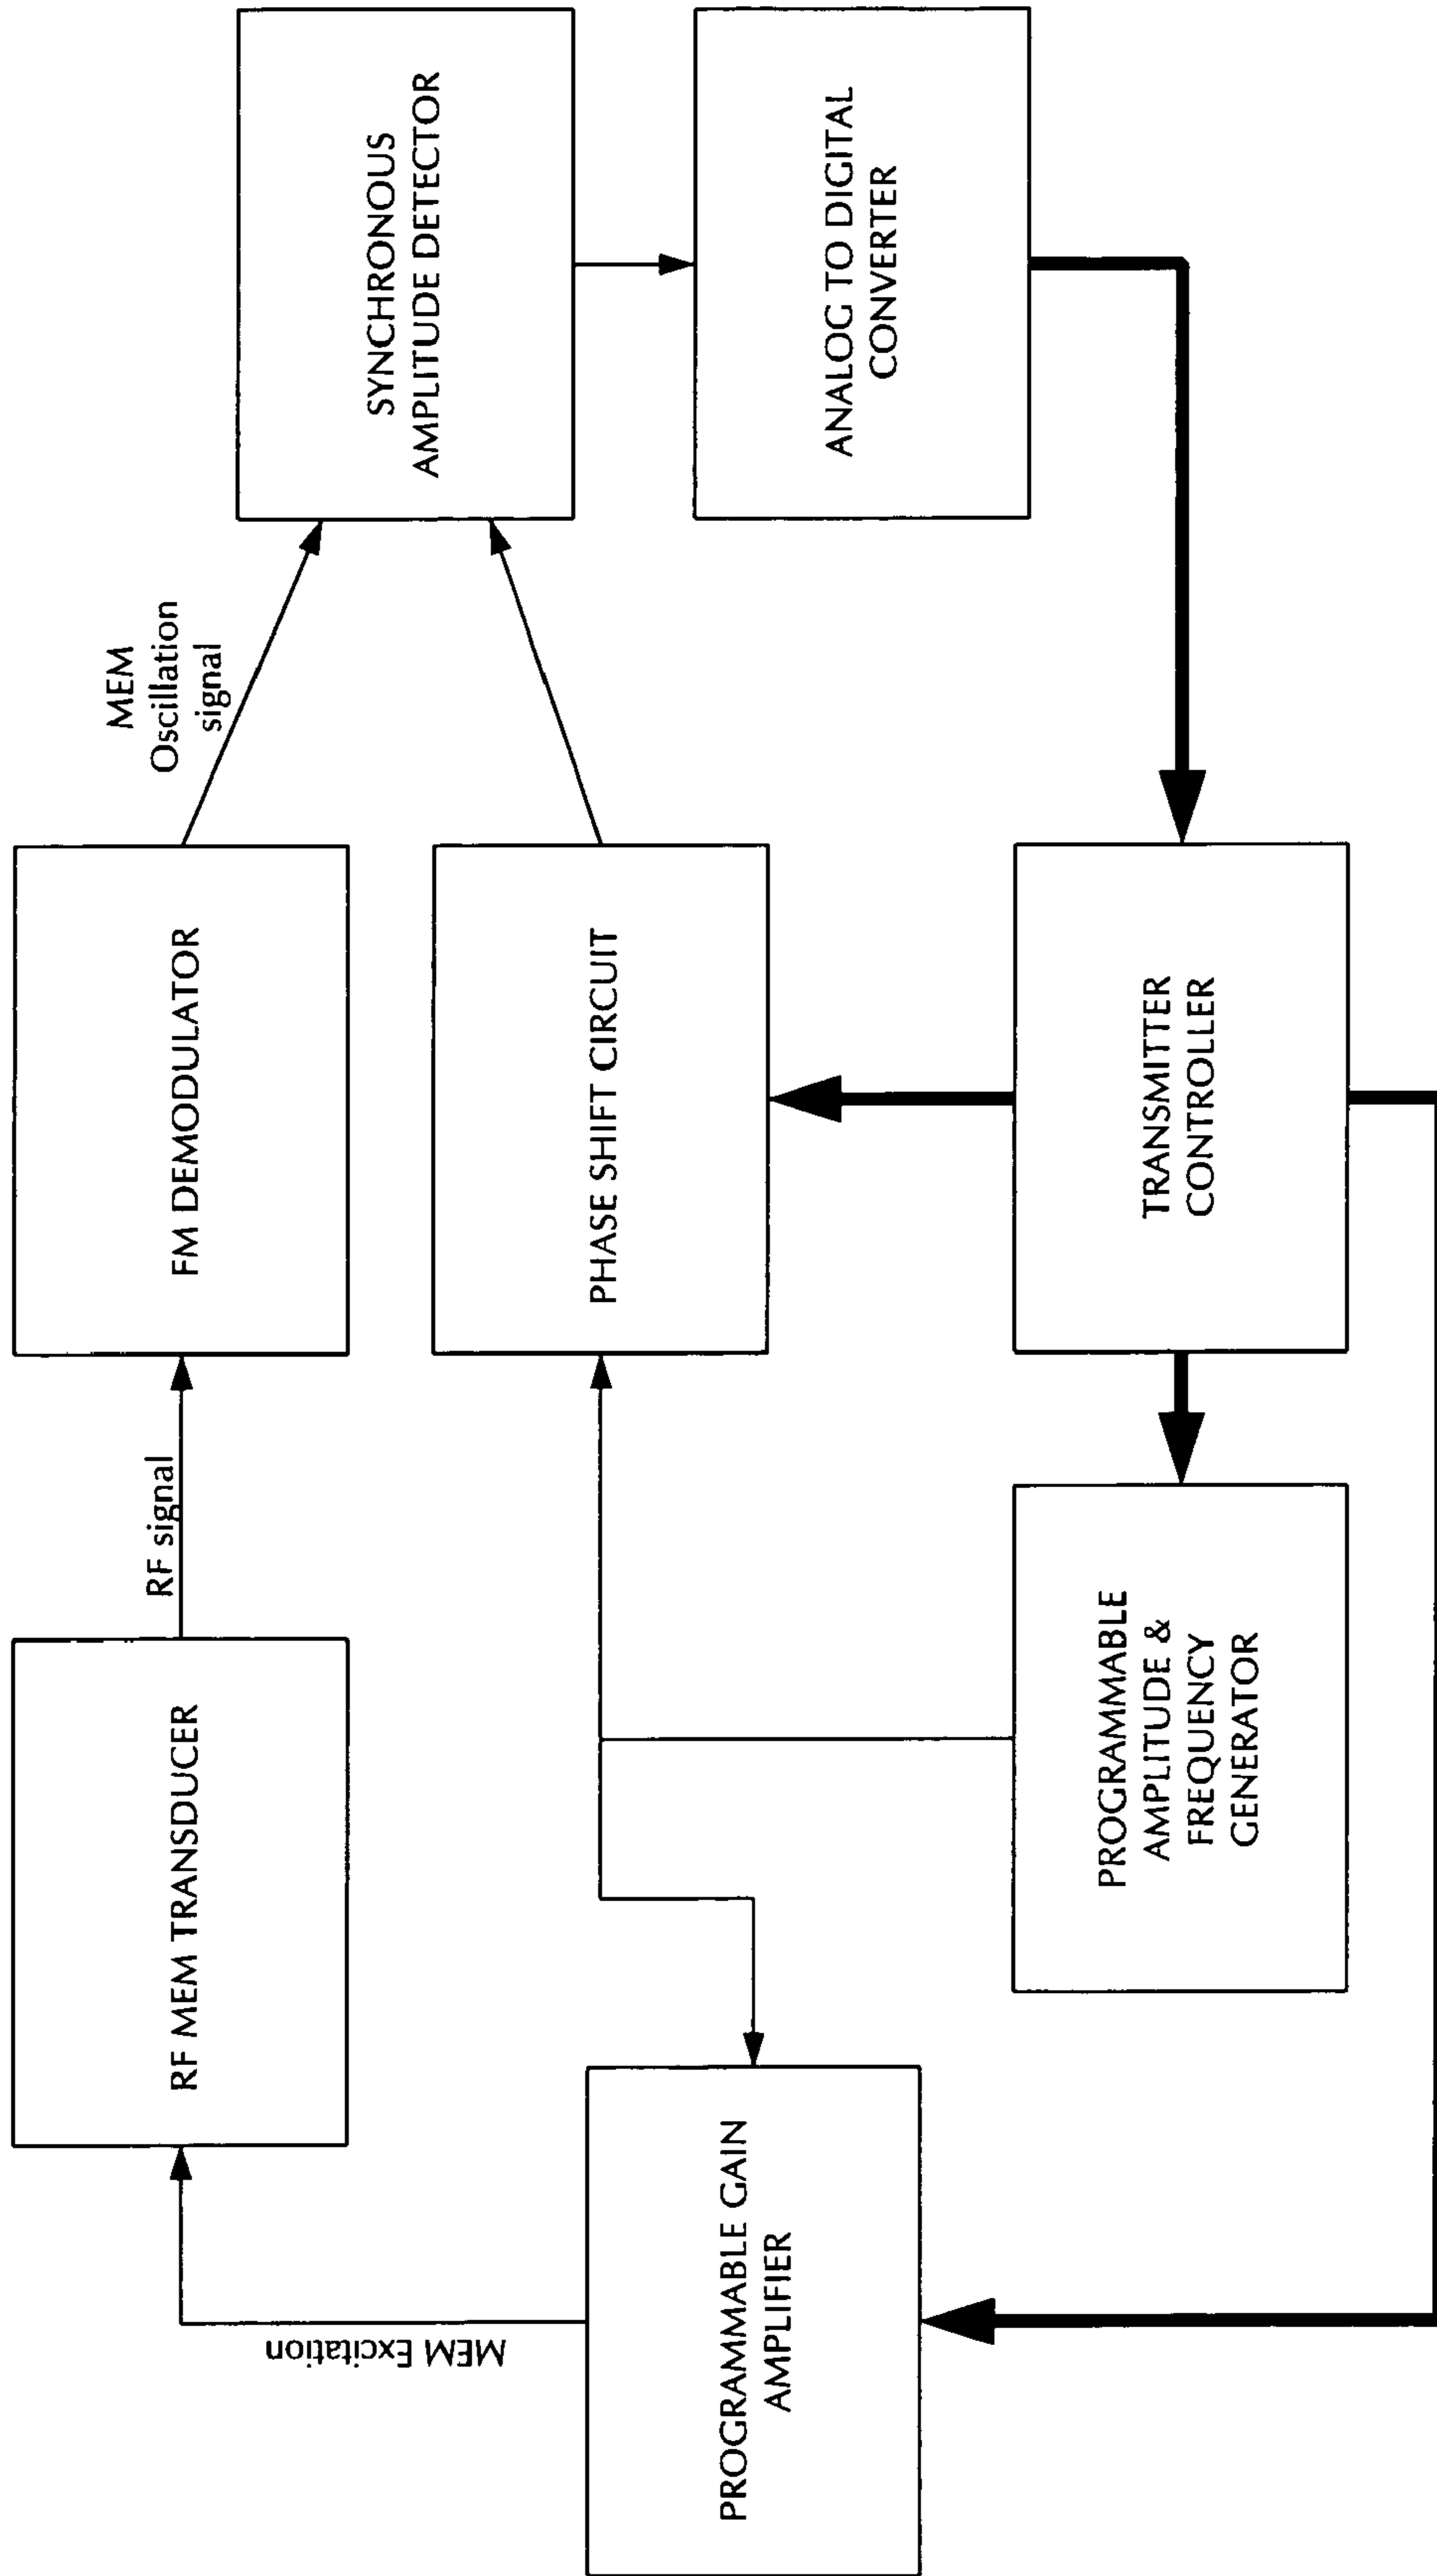 RF MEM TRANSDUCER
RF signal
FM DEMODULATOR
MEM
Oscillation
signal
SYNCHRONOUS
AMPLITUDE DETECTOR
MEM Excitation
PROGRAMMABLE GAIN
AMPLIFIER
PHASE SHIFT CIRCUIT
ANALOG TO DIGITAL
CONVERTER
PROGRAMMABLE
AMPLITUDE &
FREQUENCY
GENERATOR
TRANSMITTER
CONTROLLER